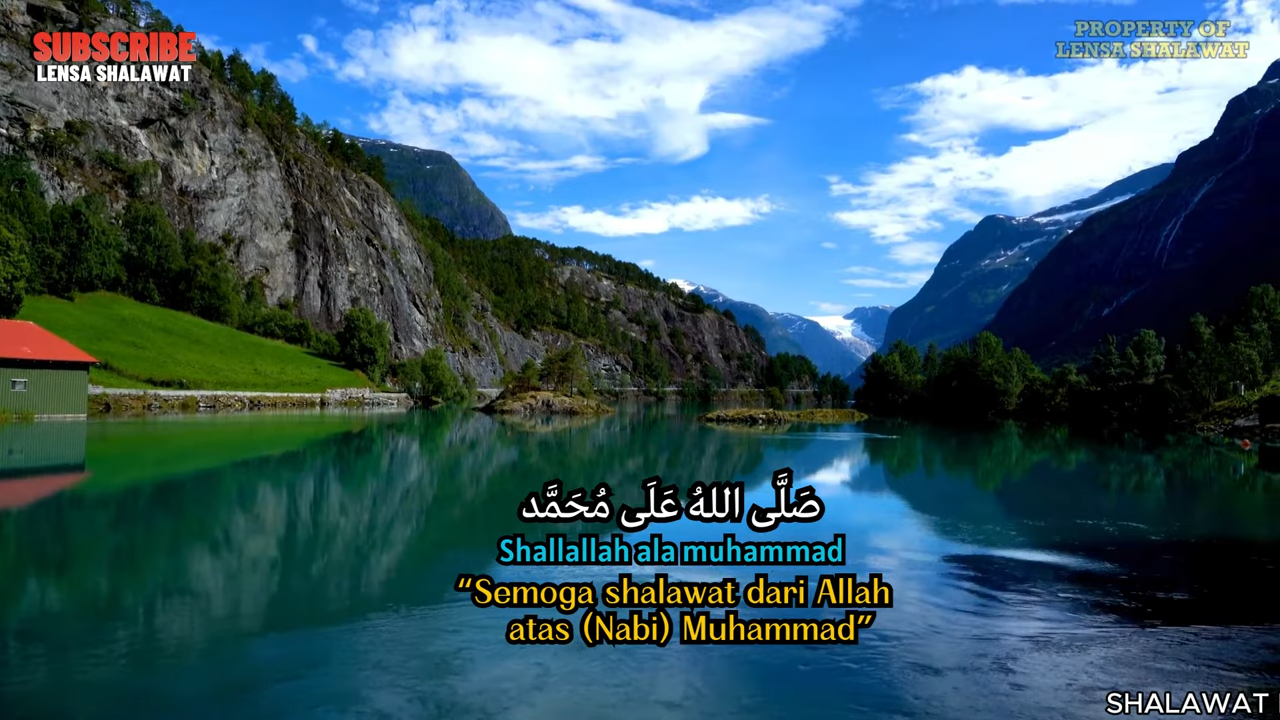 SUBSCRIBE
LENSA SHALAWAT
PROPERTY OF
LENSA SHALAWAT
صَلَّى اللهُ عَلَى مُحَمَّد
Shallallah ala muhammad
“Semoga shalawat dari Allah
atas (Nabi) Muhammad”
SHALAWAT